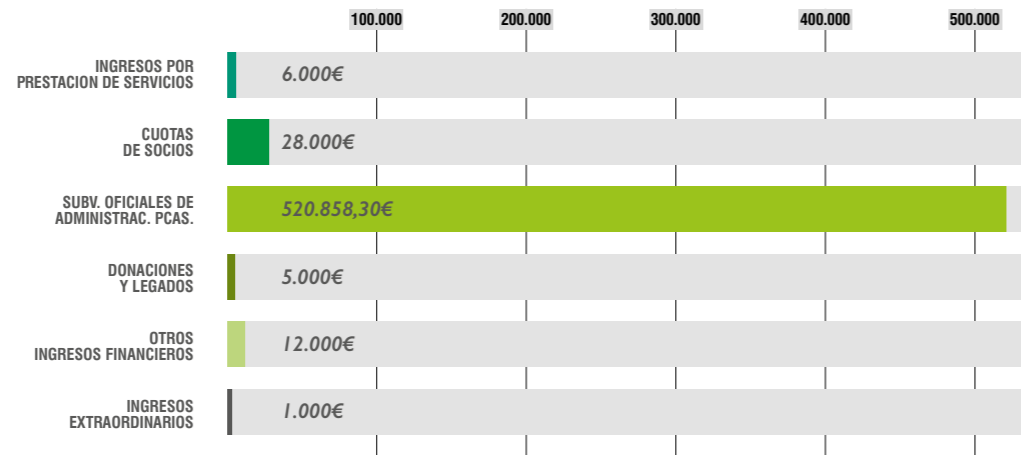 100.000 200.000 300.000 400.000 500.000
INGRESOS POR
PRESTACION DE SERVICIOS
6.000€
CUOTAS
DE SOCIOS
28.000€
SUBV. OFICIALES DE
ADMINISTRAC. PCAS.
520.858,30€
DONACIONES
Y LEGADOS
5.000€
OTROS
INGRESOS FINANCIEROS
12.000€
INGRESOS
EXTRAORDINARIOS
1.000€